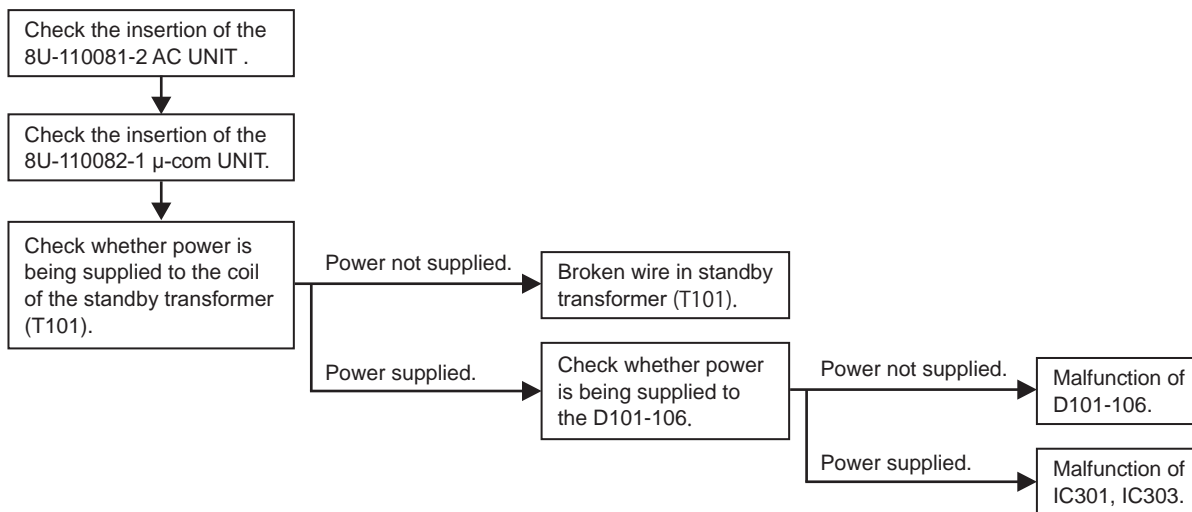 Check the insertion of the
8U-110081-2 AC UNIT .
Check the insertion of the
8U-110082-1 μ-com UNIT.
Check whether power is
being supplied to the coil
of the standby transformer
(T101).
Power not supplied.
Broken wire in standby
transformer (T101).
Power supplied.
Check whether power
is being supplied to
the D101-106.
Power not supplied.
Malfunction of
D101-106.
Power supplied.
Malfunction of
IC301, IC303.